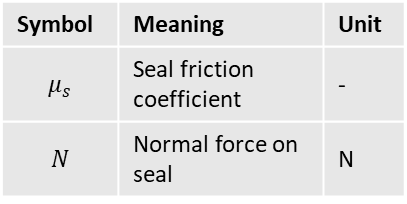 Symbol Meaning Unit
μₛ Seal friction coefficient -
N Normal force on seal N